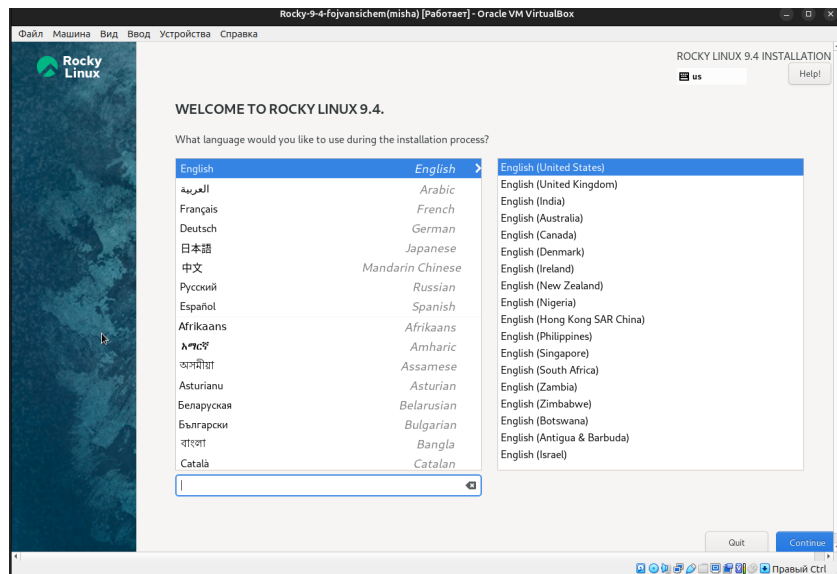 Rocky-9-4-fojvansichem(misha) [Работает] - Oracle VM VirtualBox
Файл Машина Вид Ввод Устройства Справка
Rocky Linux
ROCKY LINUX 9.4 INSTALLATION
us
Help!
WELCOME TO ROCKY LINUX 9.4.
What language would you like to use during the installation process?
English English
العربية Arabic
Français French
Deutsch German
日本語 Japanese
中文 Mandarin Chinese
Русский Russian
Español Spanish
Afrikaans Afrikaans
አማርኛ Amharic
অসমীয়া Assamese
Asturianu Asturian
Беларуская Belarusian
Български Bulgarian
বাংলা Bangla
Català Catalan
English (United States)
English (United Kingdom)
English (India)
English (Australia)
English (Canada)
English (Denmark)
English (Ireland)
English (New Zealand)
English (Nigeria)
English (Hong Kong SAR China)
English (Philippines)
English (Singapore)
English (South Africa)
English (Zambia)
English (Zimbabwe)
English (Botswana)
English (Antigua & Barbuda)
English (Israel)
Quit
Continue
Правый Ctrl